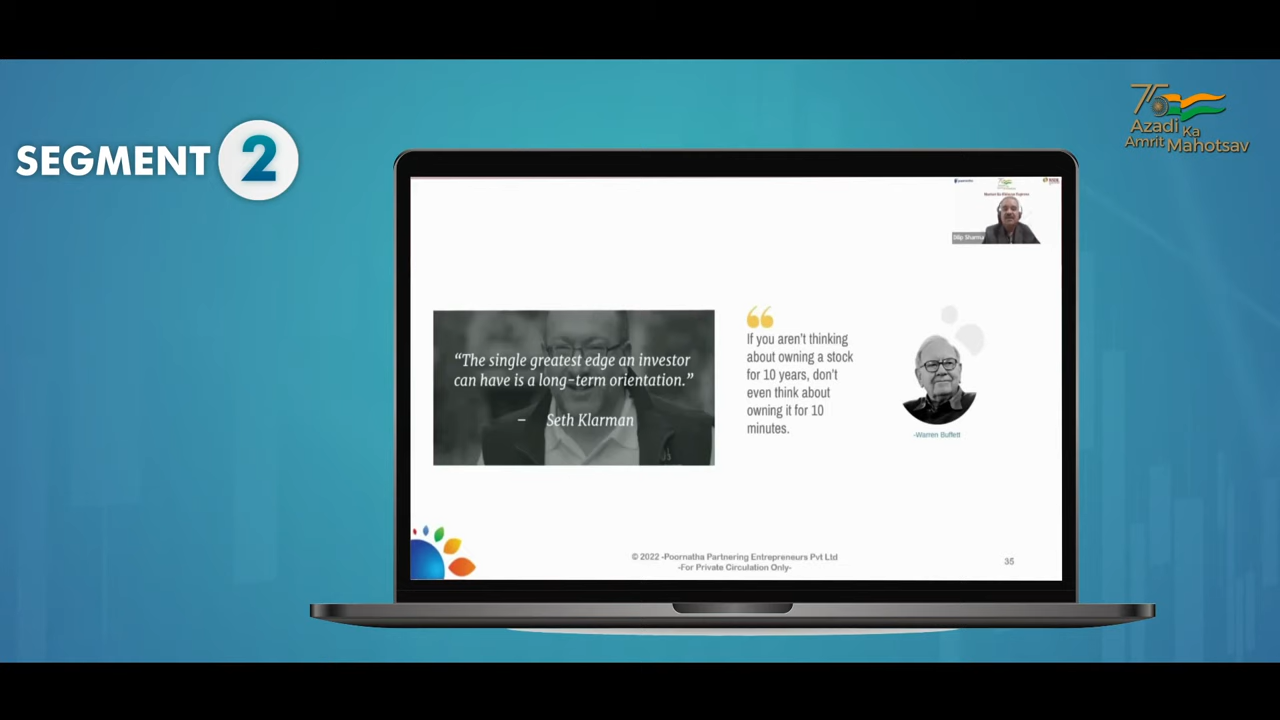 SEGMENT 2
75
Azadi
Ka
Amrit Mahotsav
Dilip Sharma
“The single greatest edge an investor
can have is a long-term orientation.”
– Seth Klarman
If you aren’t thinking
about owning a stock
for 10 years, don’t
even think about
owning it for 10
minutes.
-Warren Buffett
© 2022 -Poornatha Partnering Entrepreneurs Pvt Ltd
-For Private Circulation Only-
35